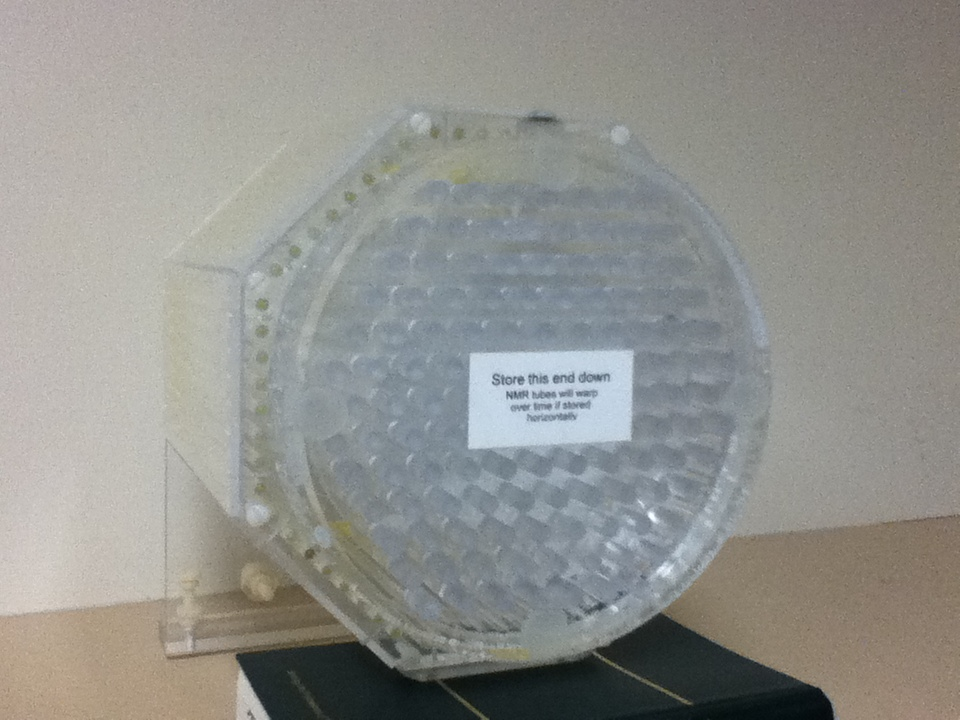 Store this end down
NMR tubes will warp
over time if stored
horizontally